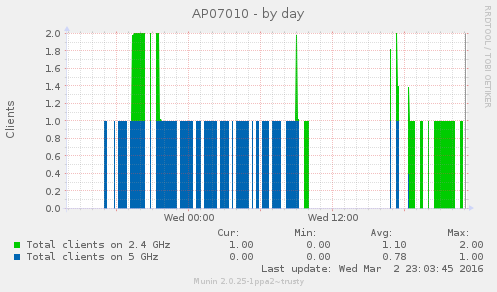 AP07010 - by day
RRDTOOL / TOBI OETIKER
Clients
2.0
1.8
1.6
1.4
1.2
1.0
0.8
0.6
0.4
0.2
0.0
Wed 00:00 Wed 12:00
Cur: Min: Avg: Max:
Total clients on 2.4 GHz 1.00 0.00 1.10 2.00
Total clients on 5 GHz 0.00 0.00 0.78 1.00
Last update: Wed Mar 2 23:03:45 2016
Munin 2.0.25-1ppa2~trusty